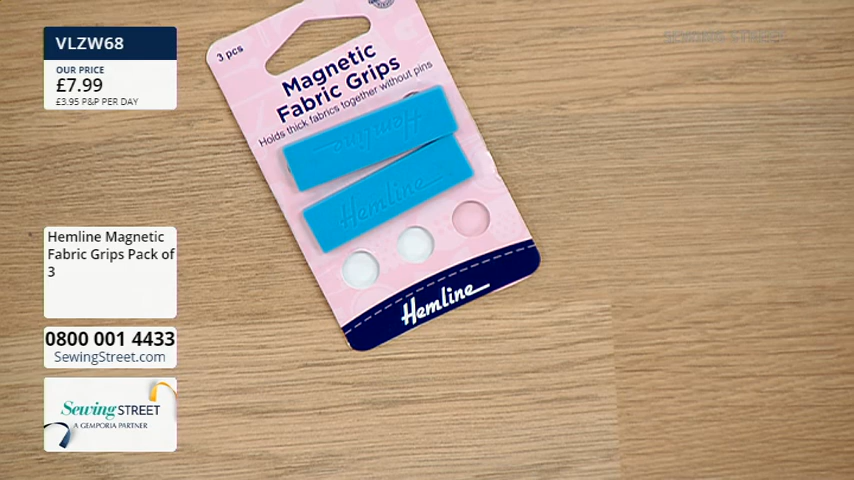 VLZW68
OUR PRICE
£7.99
£3.95 P&P PER DAY
Hemline Magnetic
Fabric Grips Pack of
3
0800 001 4433
SewingStreet.com
Sewing STREET
A GEMPORIA PARTNER
3 pcs
Magnetic
Fabric Grips
Holds thick fabrics together without pins
Hemline
Hemline
Hemline
SEWING STREET